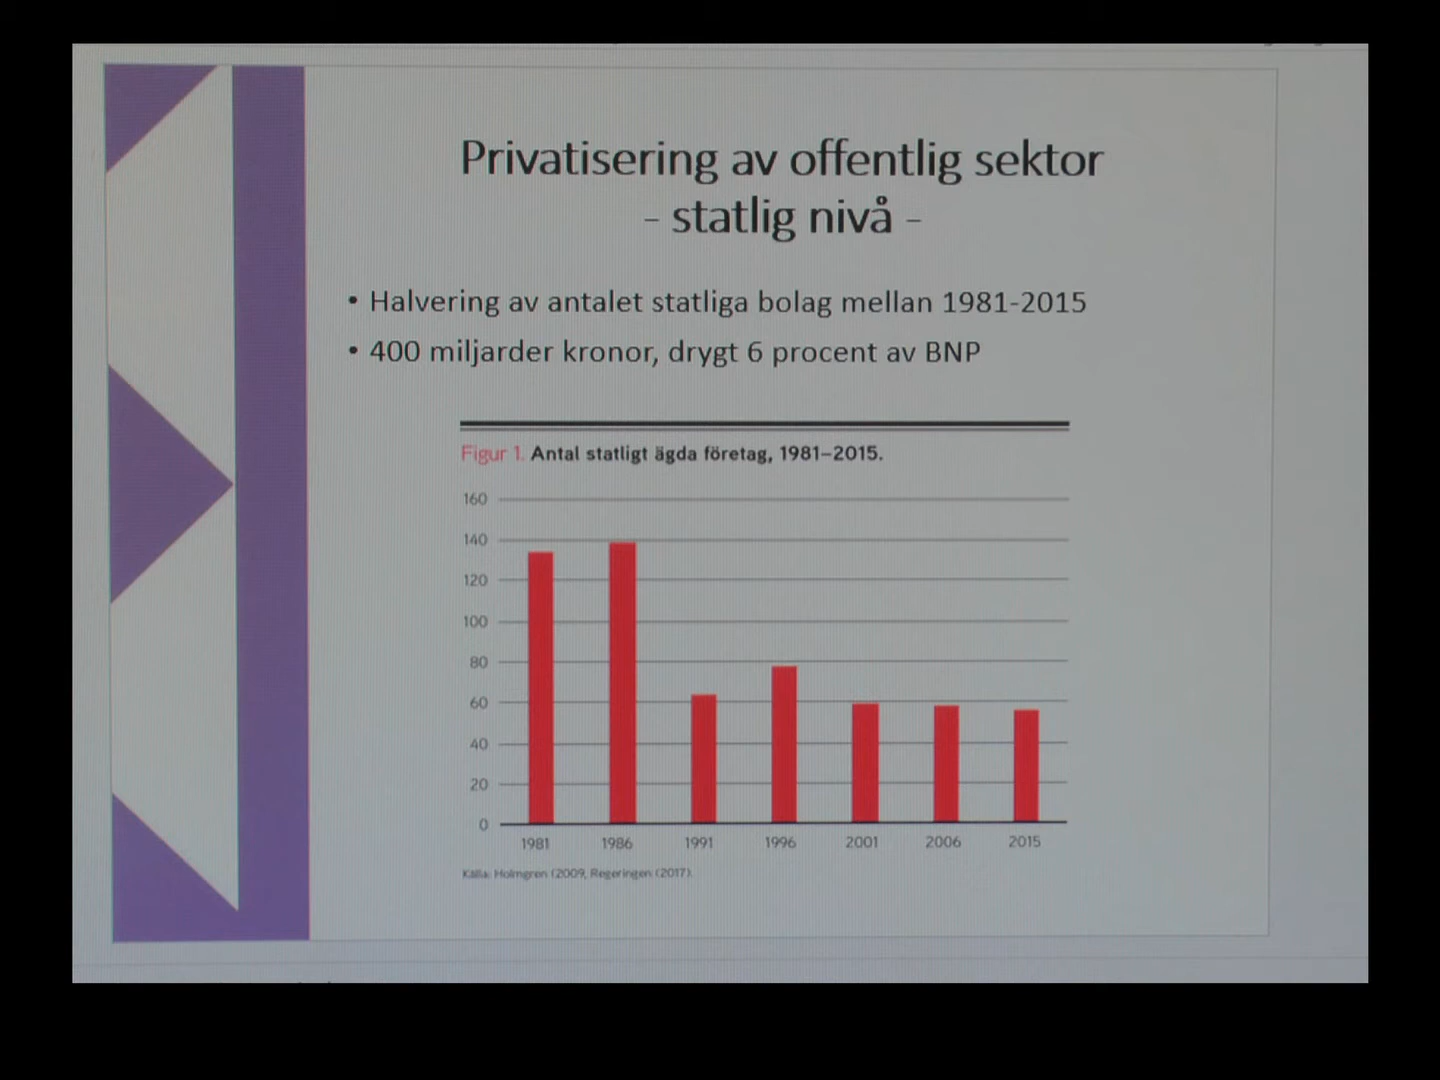 Privatisering av offentlig sektor
- statlig nivå -
• Halvering av antalet statliga bolag mellan 1981-2015
• 400 miljarder kronor, drygt 6 procent av BNP
Figur 1. Antal statligt ägda företag, 1981–2015.
160
140
120
100
80
60
40
20
0
1981 1986 1991 1996 2001 2006 2015
Källa: Holmgren (2009, Regeringen (2017).